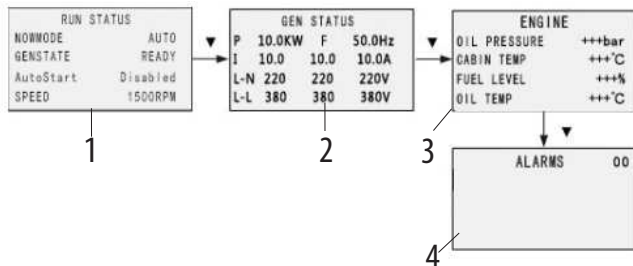 RUN STATUS
NOWMODE AUTO
GENSTATE READY
AutoStart Disabled
SPEED 1500RPM
1
▼
GEN STATUS
P 10.0KW F 50.0Hz
I 10.0 10.0 10.0A
L-N 220 220 220V
L-L 380 380 380V
2
▼
ENGINE
OIL PRESSURE +++bar
CABIN TEMP +++°C
FUEL LEVEL +++%
OIL TEMP +++°C
3
▼
ALARMS 00
4